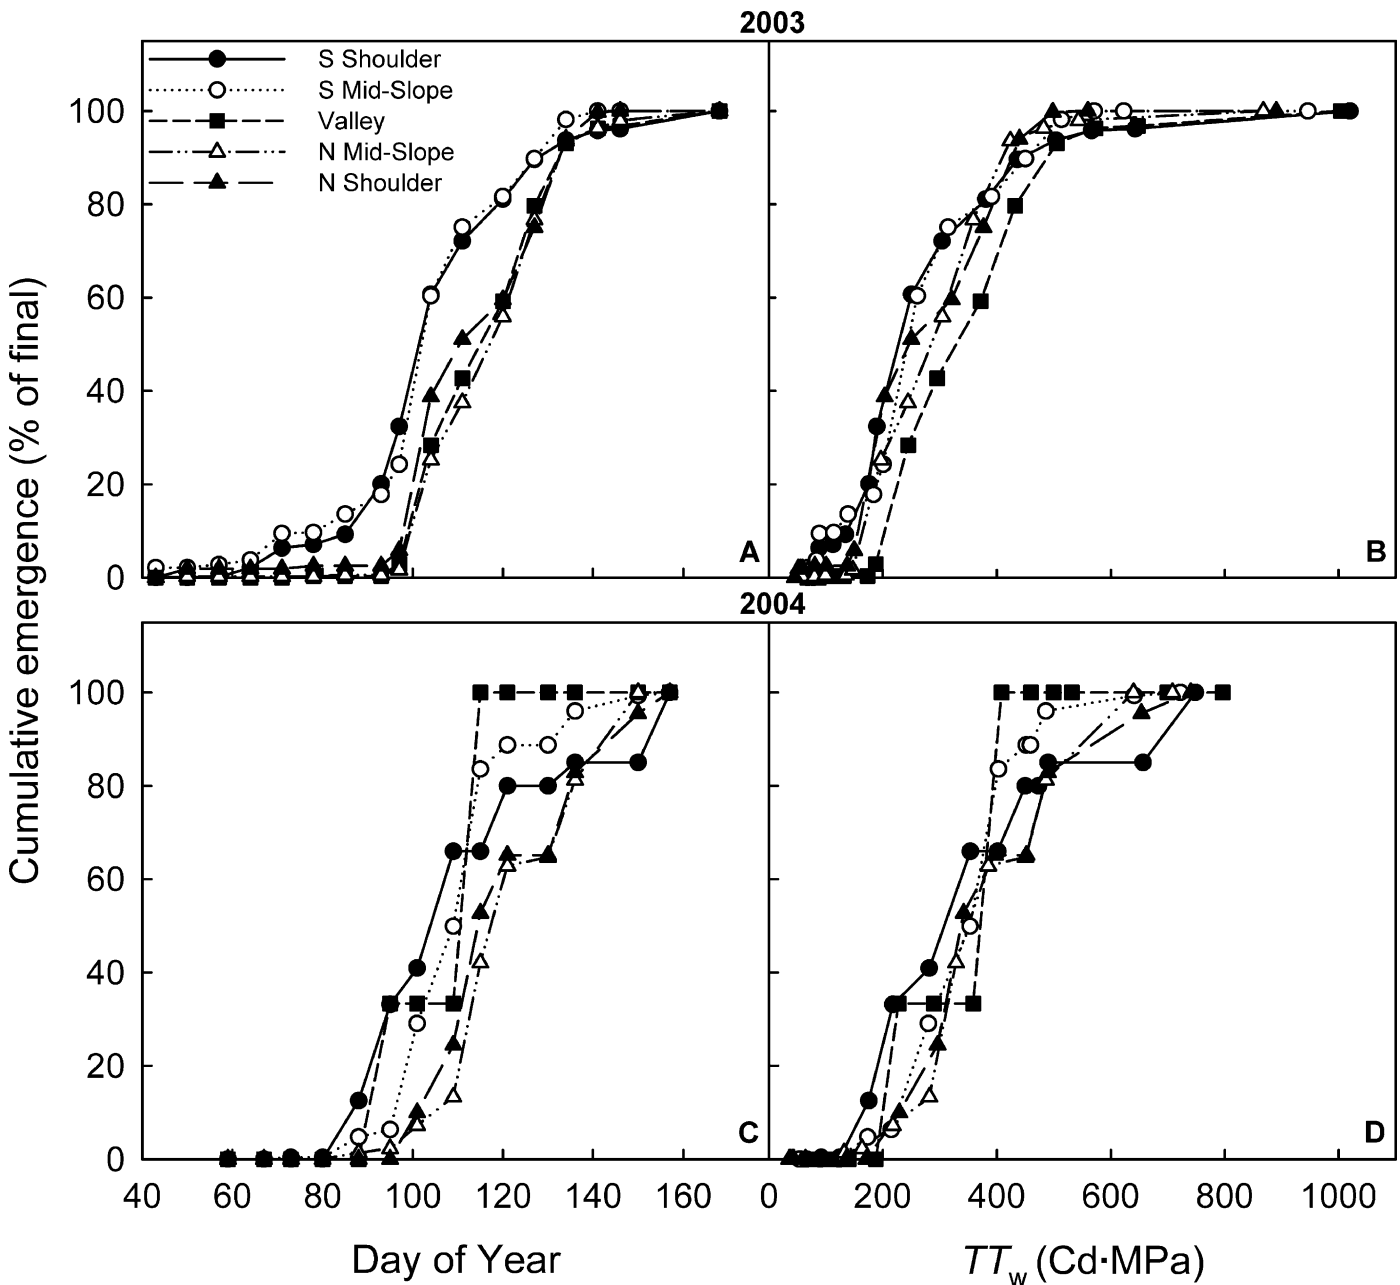 2003
S Shoulder
S Mid-Slope
Valley
N Mid-Slope
N Shoulder
100
80
60
40
20
0
A
B
Cumulative emergence (% of final)
2004
100
80
60
40
20
0
C
D
40 60 80 100 120 140 160 0 200 400 600 800 1000
Day of Year
TTw (Cd·MPa)